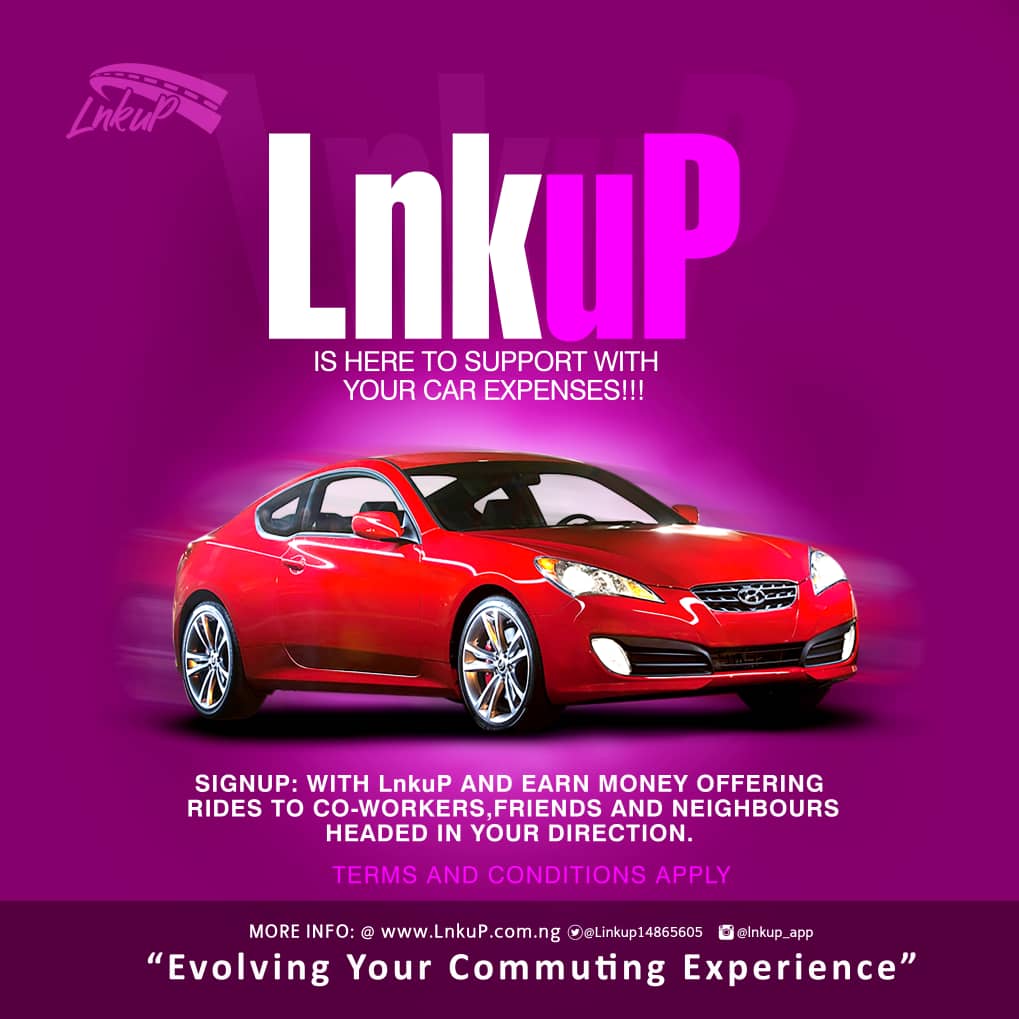 LnkuP
LnkuP
IS HERE TO SUPPORT WITH
YOUR CAR EXPENSES!!!
SIGNUP: WITH LnkuP AND EARN MONEY OFFERING
RIDES TO CO-WORKERS,FRIENDS AND NEIGHBOURS
HEADED IN YOUR DIRECTION.
TERMS AND CONDITIONS APPLY
MORE INFO: @ www.LnkuP.com.ng @Linkup14865605 @lnkup_app
“Evolving Your Commuting Experience”